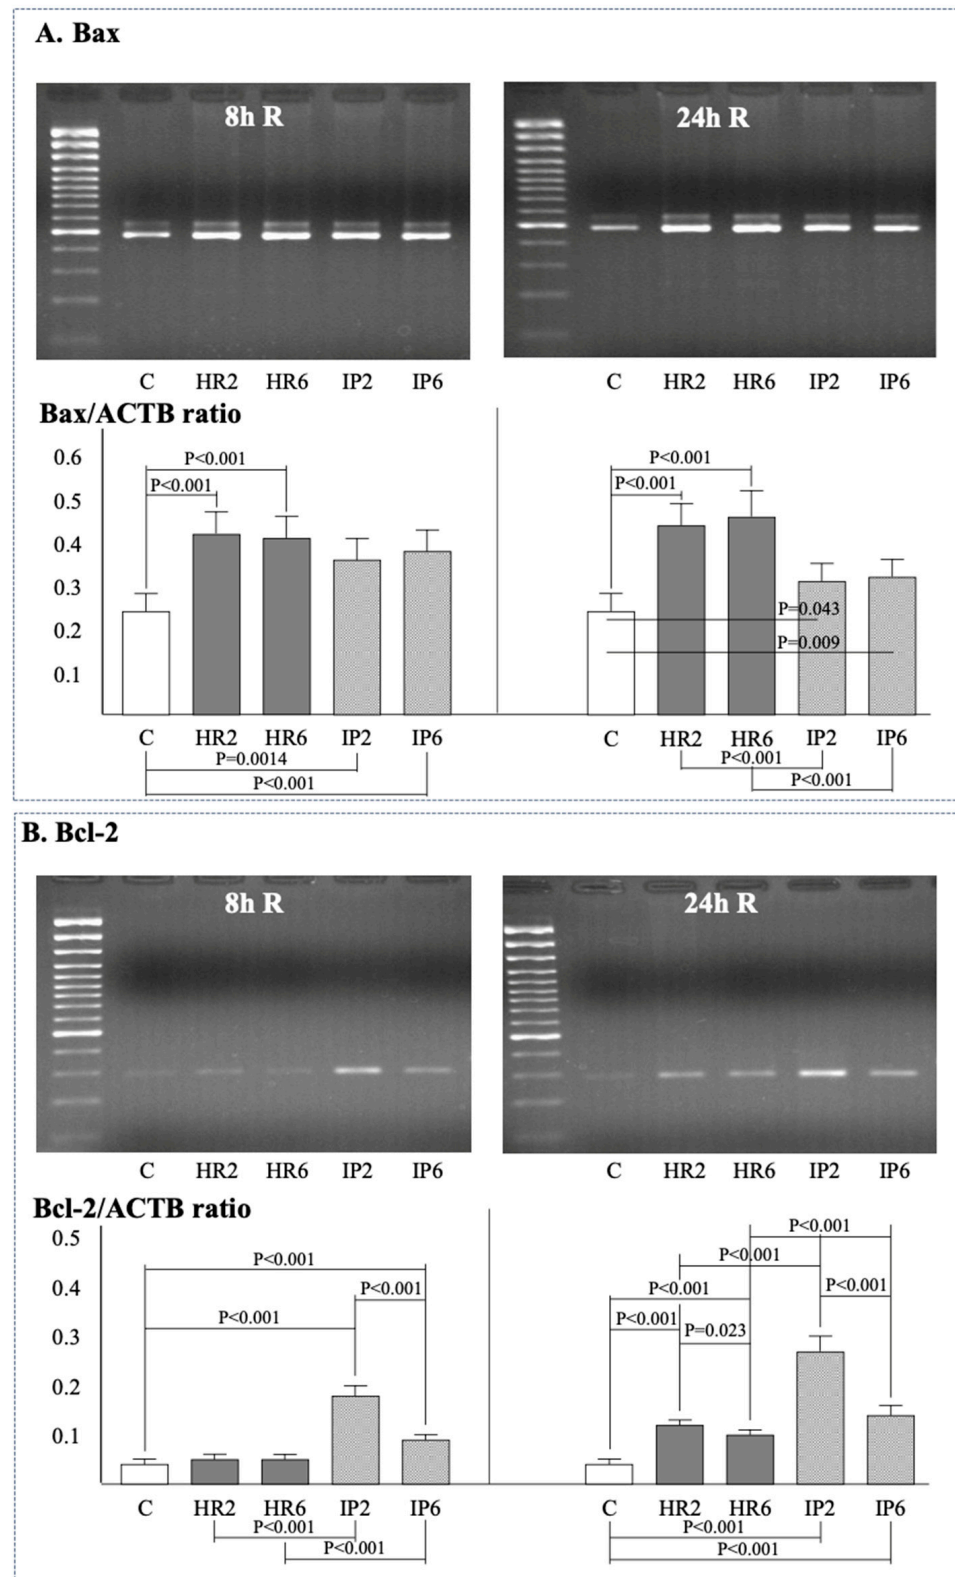 A. Bax
8h R
24h R
C HR2 HR6 IP2 IP6
C HR2 HR6 IP2 IP6
Bax/ACTB ratio
0.6
0.5
0.4
0.3
0.2
0.1
P<0.001
P<0.001
C HR2 HR6 IP2 IP6
P=0.0014
P<0.001
P<0.001
P<0.001
P=0.043
P=0.009
C HR2 HR6 IP2 IP6
P<0.001
P<0.001
B. Bcl-2
8h R
24h R
C HR2 HR6 IP2 IP6
C HR2 HR6 IP2 IP6
Bcl-2/ACTB ratio
0.5
0.4
0.3
0.2
0.1
P<0.001
P<0.001
P<0.001
C HR2 HR6 IP2 IP6
P<0.001
P<0.001
P<0.001
P<0.001
P<0.001
P<0.001
P<0.001
P=0.023
C HR2 HR6 IP2 IP6
P<0.001
P<0.001